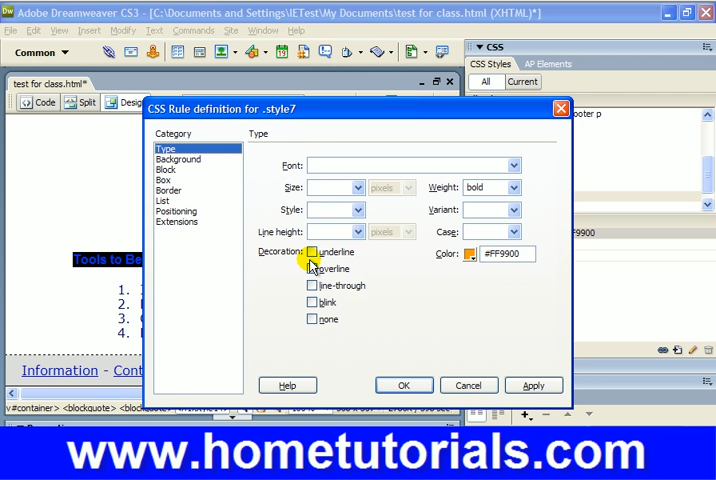 Adobe Dreamweaver CS3 - [C:\Documents and Settings\IETest\My Documents\test for class.html (XHTML)*]
File Edit View Insert Modify Text Commands Site Window Help
Common
CSS
CSS Styles AP Elements
test for class.html*
All Current
Code Split Design
CSS Rule definition for .style7
ooter p
Category Type
Type
Background
Block
Box
Border
List
Positioning
Extensions
Font:
Size: pixels Weight: bold
Style: Variant:
Line height: pixels Case:
Decoration: underline Color: #FF9900
overline
line-through
blink
none
Tools to Be
1.
2.
3.
4.
Information - Cont
Help OK Cancel Apply
<blockquote>
www.hometutorials.com